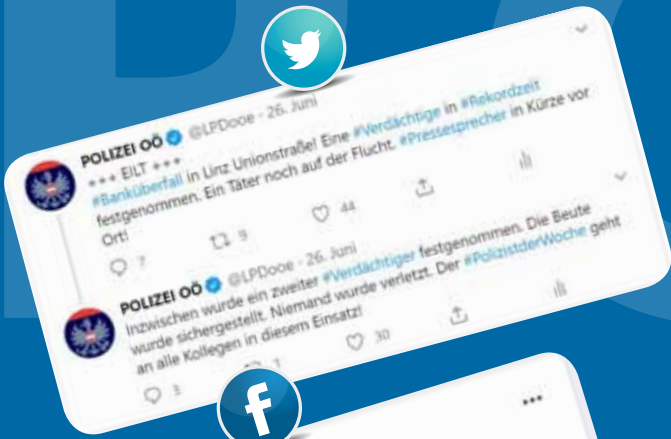 POLIZEI OÖ @LPDooe · 26. Juni
+++ EILT +++
#Banküberfall in Linz Unionstraße! Eine #Verdächtige in #Rekordzeit
festgenommen. Ein Täter noch auf der Flucht. #Pressesprecher in Kürze vor
Ort!
7 9 44
POLIZEI OÖ @LPDooe · 26. Juni
Inzwischen wurde ein zweiter #Verdächtiger festgenommen. Die Beute
wurde sichergestellt. Niemand wurde verletzt. Der #PolizistderWoche geht
an alle Kollegen in diesem Einsatz!
30